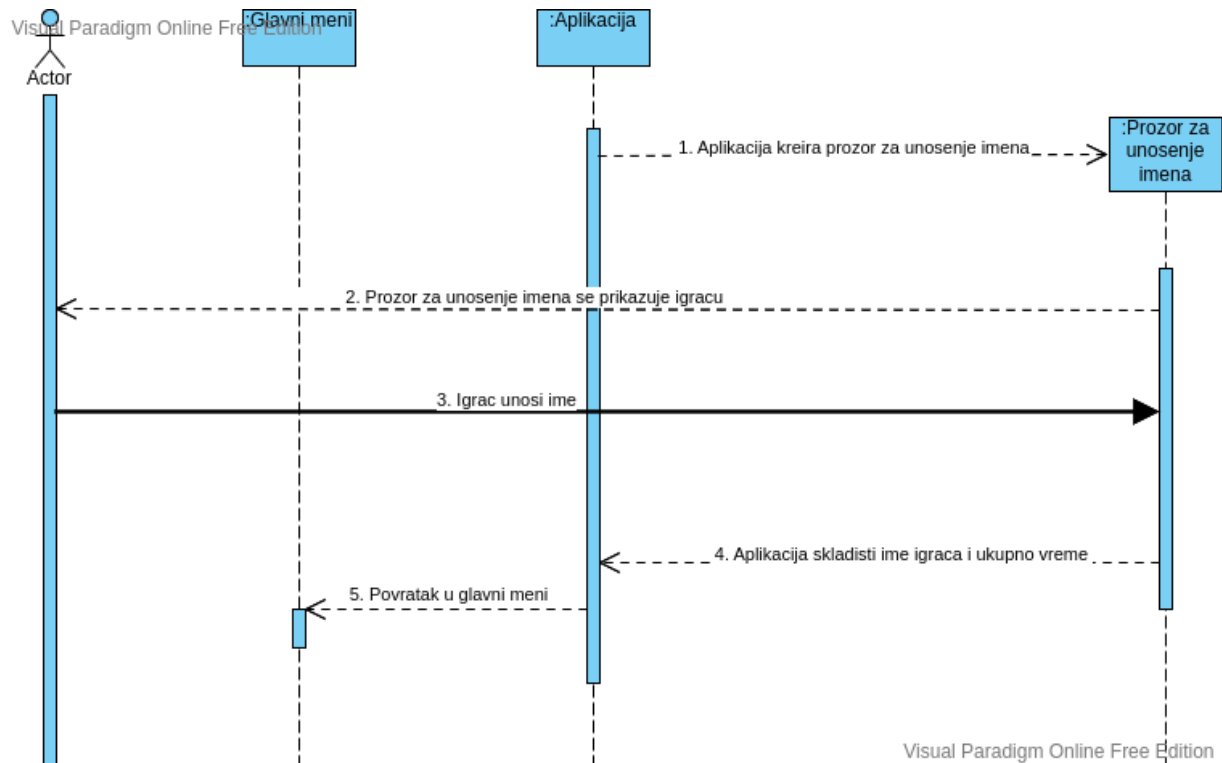 Visual Paradigm Online Free Edition
:Glavni meni
:Aplikacija
Actor
:Prozor za
unosenje
imena
1. Aplikacija kreira prozor za unosenje imena
2. Prozor za unosenje imena se prikazuje igracu
3. Igrac unosi ime
4. Aplikacija skladisti ime igraca i ukupno vreme
5. Povratak u glavni meni
Visual Paradigm Online Free Edition